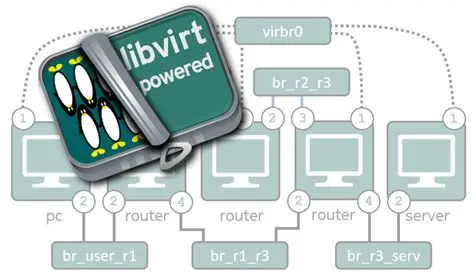 libvirt
powered
virbr0
br_r2_r3
1
1
1
2
3
pc
router
router
router
server
2
2
4
2
4
2
br_user_r1
br_r1_r3
br_r3_serv